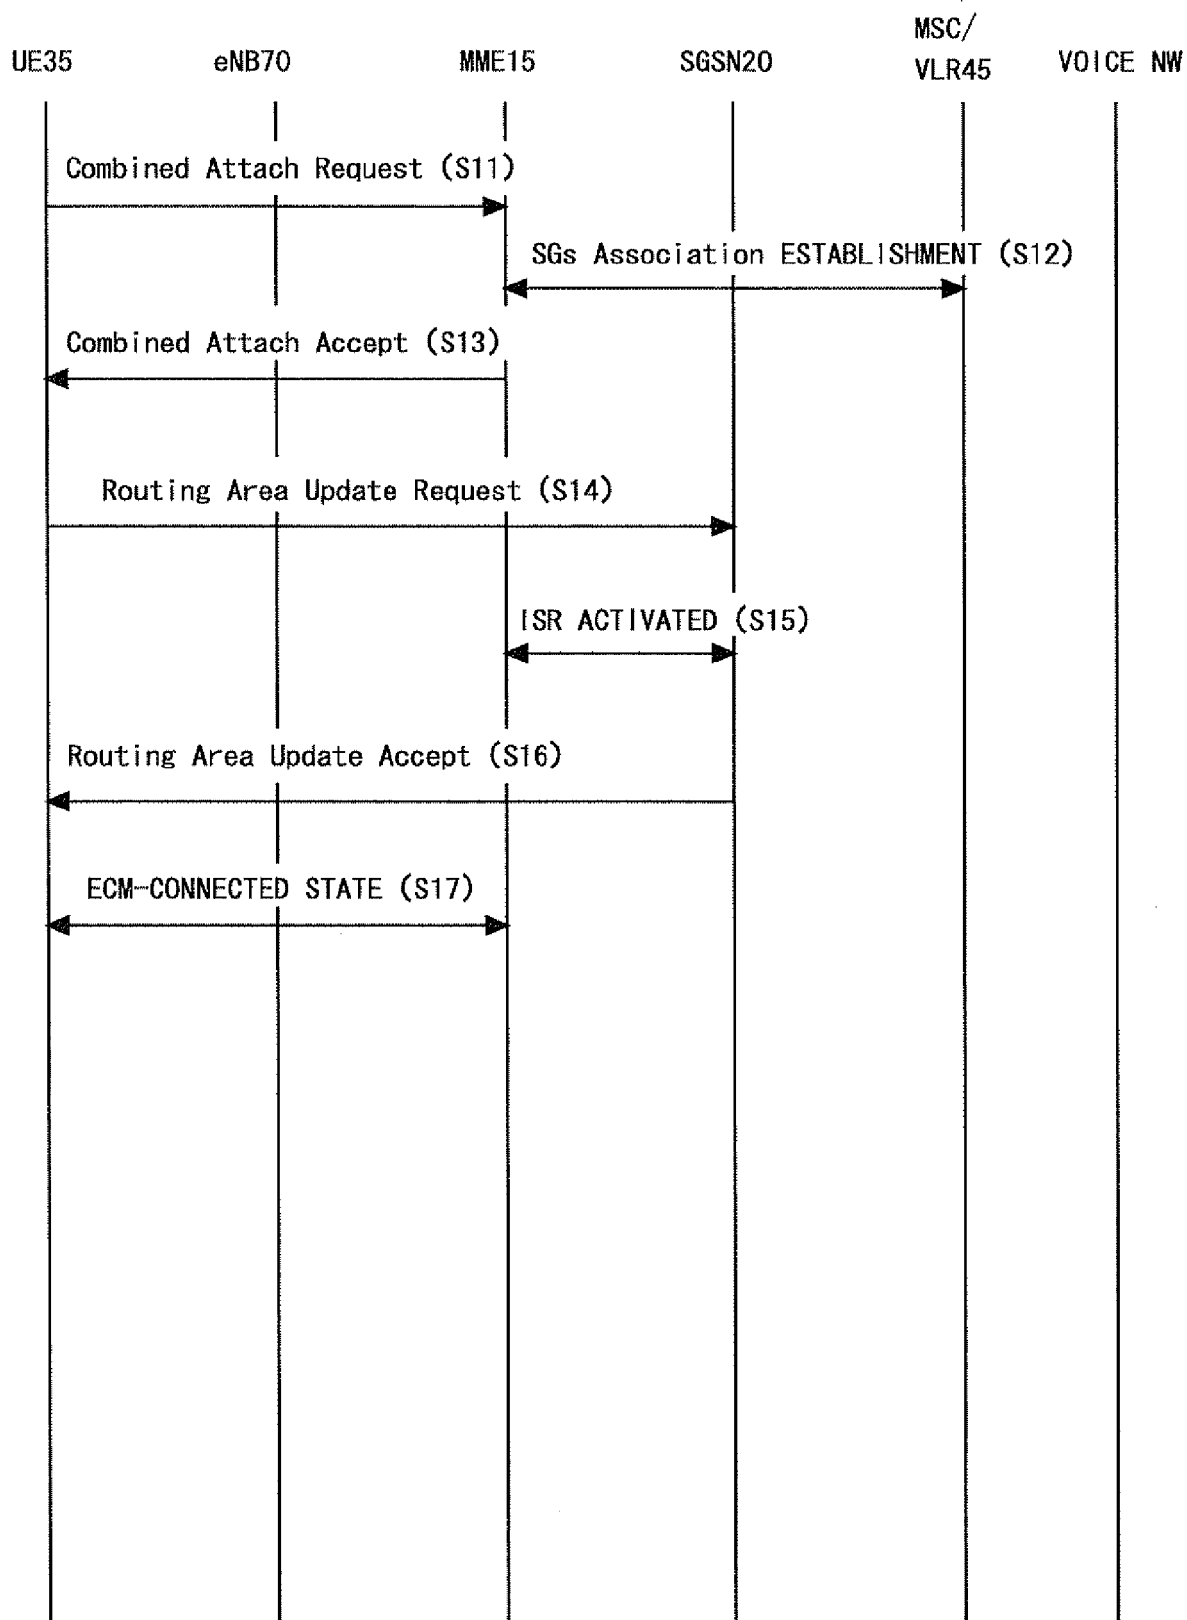 UE35 eNB70 MME15 SGSN20 MSC/ VOICE NW
VLR45
Combined Attach Request (S11)
SGs Association ESTABLISHMENT (S12)
Combined Attach Accept (S13)
Routing Area Update Request (S14)
ISR ACTIVATED (S15)
Routing Area Update Accept (S16)
ECM-CONNECTED STATE (S17)